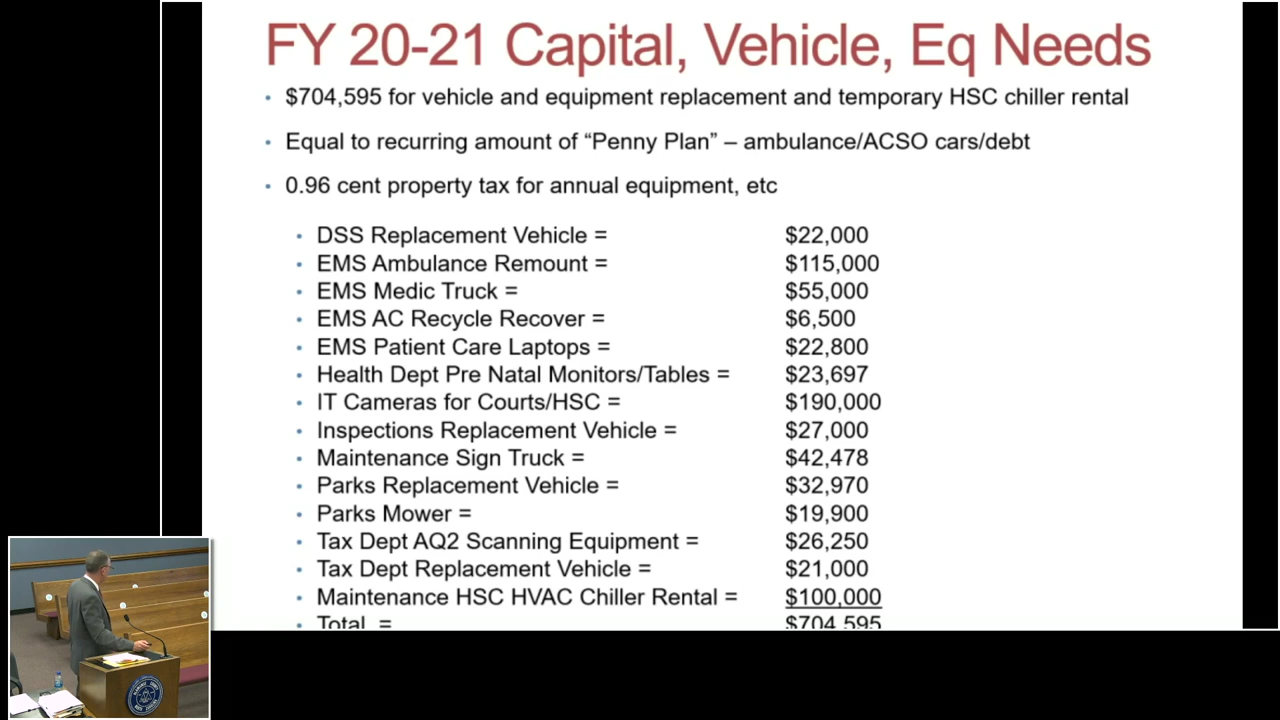 FY 20-21 Capital, Vehicle, Eq Needs
• $704,595 for vehicle and equipment replacement and temporary HSC chiller rental
• Equal to recurring amount of “Penny Plan” – ambulance/ACSO cars/debt
• 0.96 cent property tax for annual equipment, etc
• DSS Replacement Vehicle = $22,000
• EMS Ambulance Remount = $115,000
• EMS Medic Truck = $55,000
• EMS AC Recycle Recover = $6,500
• EMS Patient Care Laptops = $22,800
• Health Dept Pre Natal Monitors/Tables = $23,697
• IT Cameras for Courts/HSC = $190,000
• Inspections Replacement Vehicle = $27,000
• Maintenance Sign Truck = $42,478
• Parks Replacement Vehicle = $32,970
• Parks Mower = $19,900
• Tax Dept AQ2 Scanning Equipment = $26,250
• Tax Dept Replacement Vehicle = $21,000
• Maintenance HSC HVAC Chiller Rental = $100,000
• Total = $704,595